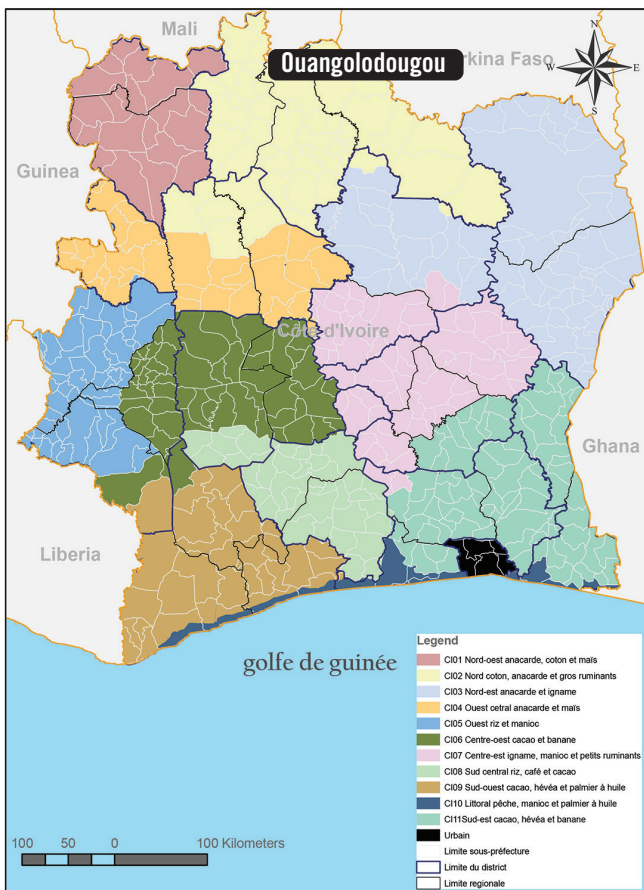 Mali
Ouangolodougou
rkina Faso
N
W
E
S
Guinea
Côte d'Ivoire
Ghana
Liberia
golfe de guinée
Legend
CI01 Nord-oest anacarde, coton et maïs
CI02 Nord coton, anacarde et gros ruminants
CI03 Nord-est anacarde et igname
CI04 Ouest cetral anacarde et maïs
CI05 Ouest riz et manioc
CI06 Centre-oest cacao et banane
CI07 Centre-est igname, manioc et petits ruminants
CI08 Sud central riz, café et cacao
CI09 Sud-ouest cacao, hévéa et palmier à huile
CI10 Littoral pêche, manioc et palmier à huile
CI11Sud-est cacao, hévéa et banane
Urbain
Limite sous-préfecture
Limite du district
Limite regionale
100 50 0 100 Kilometers